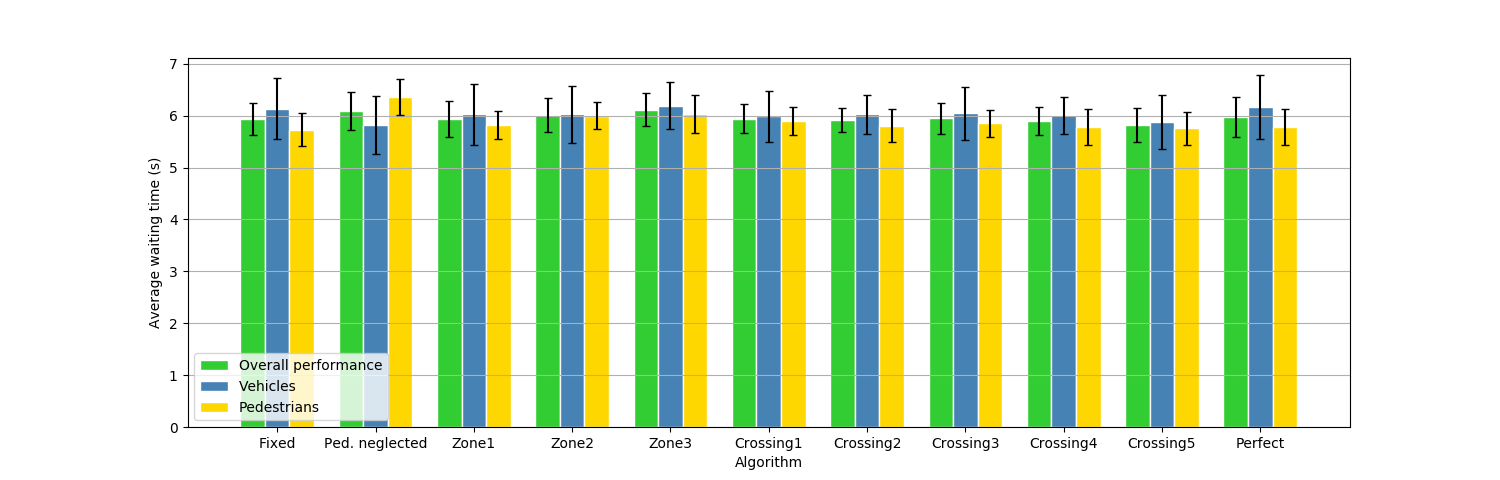 7
6
5
4
3
2
1
0
Average waiting time (s)
Overall performance
Vehicles
Pedestrians
Fixed Ped. neglected Zone1 Zone2 Zone3 Crossing1 Crossing2 Crossing3 Crossing4 Crossing5 Perfect
Algorithm